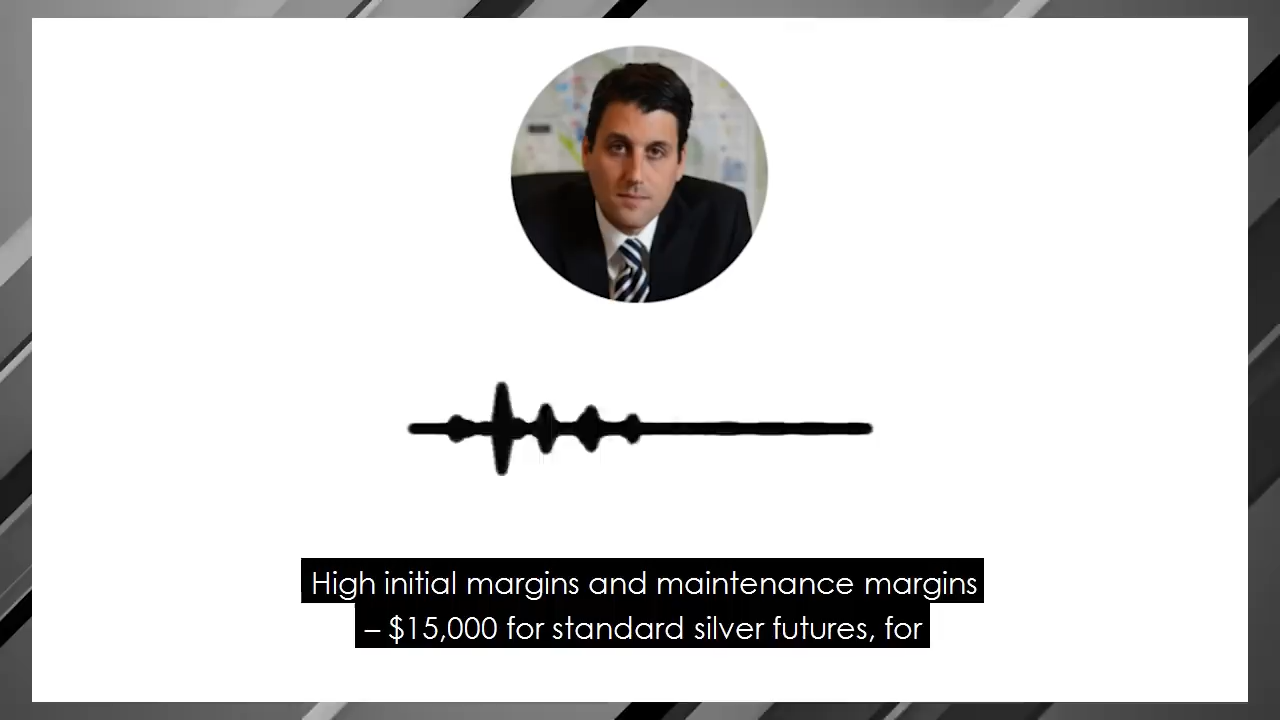 High initial margins and maintenance margins
– $15,000 for standard silver futures, for